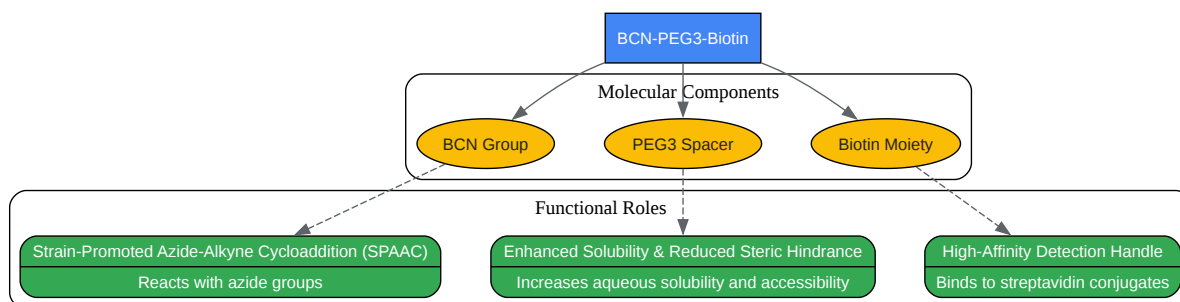 BCN-PEG3-Biotin
Molecular Components
BCN Group
PEG3 Spacer
Biotin Moiety
Functional Roles
Strain-Promoted Azide-Alkyne Cycloaddition (SPAAC)
Reacts with azide groups
Enhanced Solubility & Reduced Steric Hindrance
Increases aqueous solubility and accessibility
High-Affinity Detection Handle
Binds to streptavidin conjugates